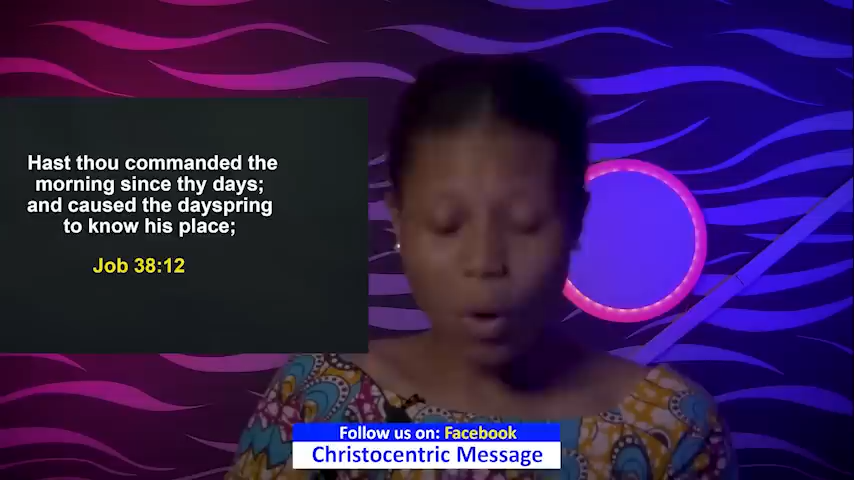 Hast thou commanded the
morning since thy days;
and caused the dayspring
to know his place;
Job 38:12
Follow us on: Facebook
Christocentric Message